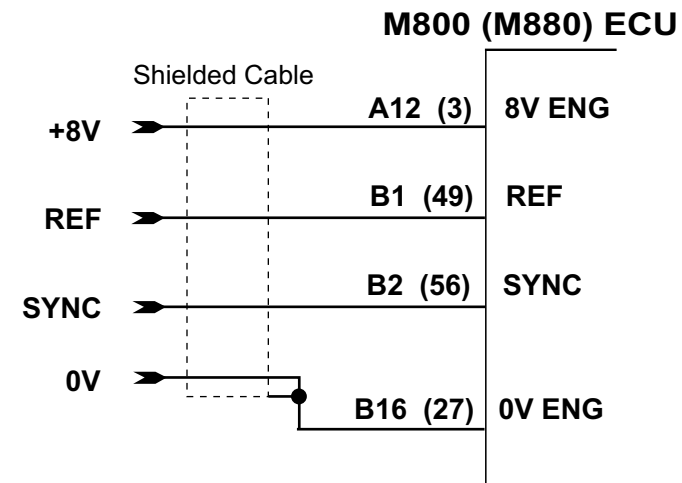 M800 (M880) ECU
Shielded Cable
+8V A12 (3) 8V ENG
REF B1 (49) REF
SYNC B2 (56) SYNC
0V B16 (27) 0V ENG